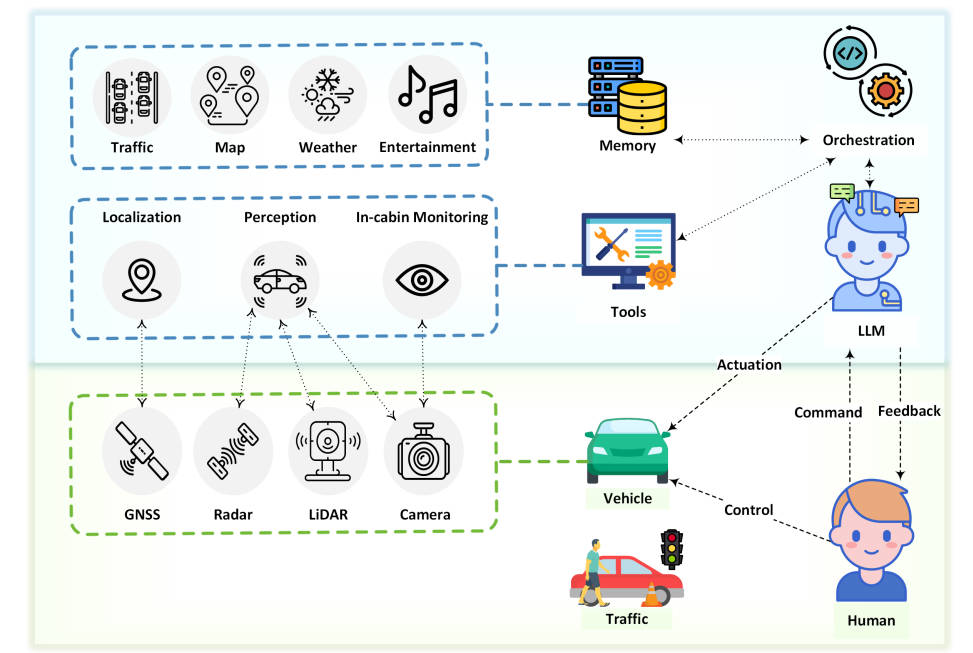 Traffic
Map
Weather
Entertainment
Memory
</>
Orchestration
Localization
Perception
In-cabin Monitoring
Tools
LLM
Actuation
Command
Feedback
GNSS
Radar
LiDAR
Camera
Vehicle
Control
Traffic
Human